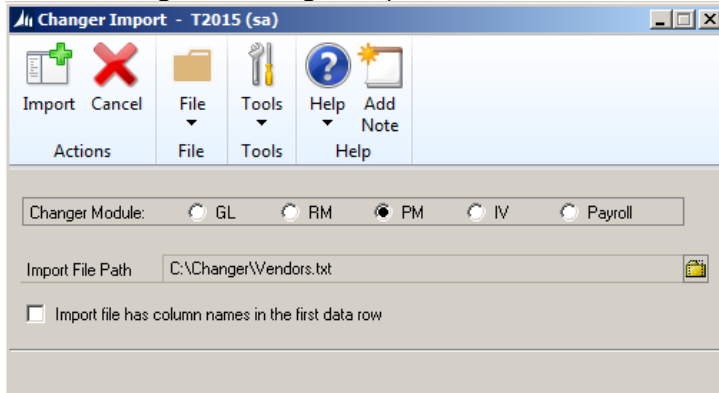 Changer Import - T2015 (sa)
Import Cancel File Tools Help Add Note
Actions File Tools Help
Changer Module: GL RM PM IV Payroll
Import File Path C:\Changer\Vendors.txt
Import file has column names in the first data row